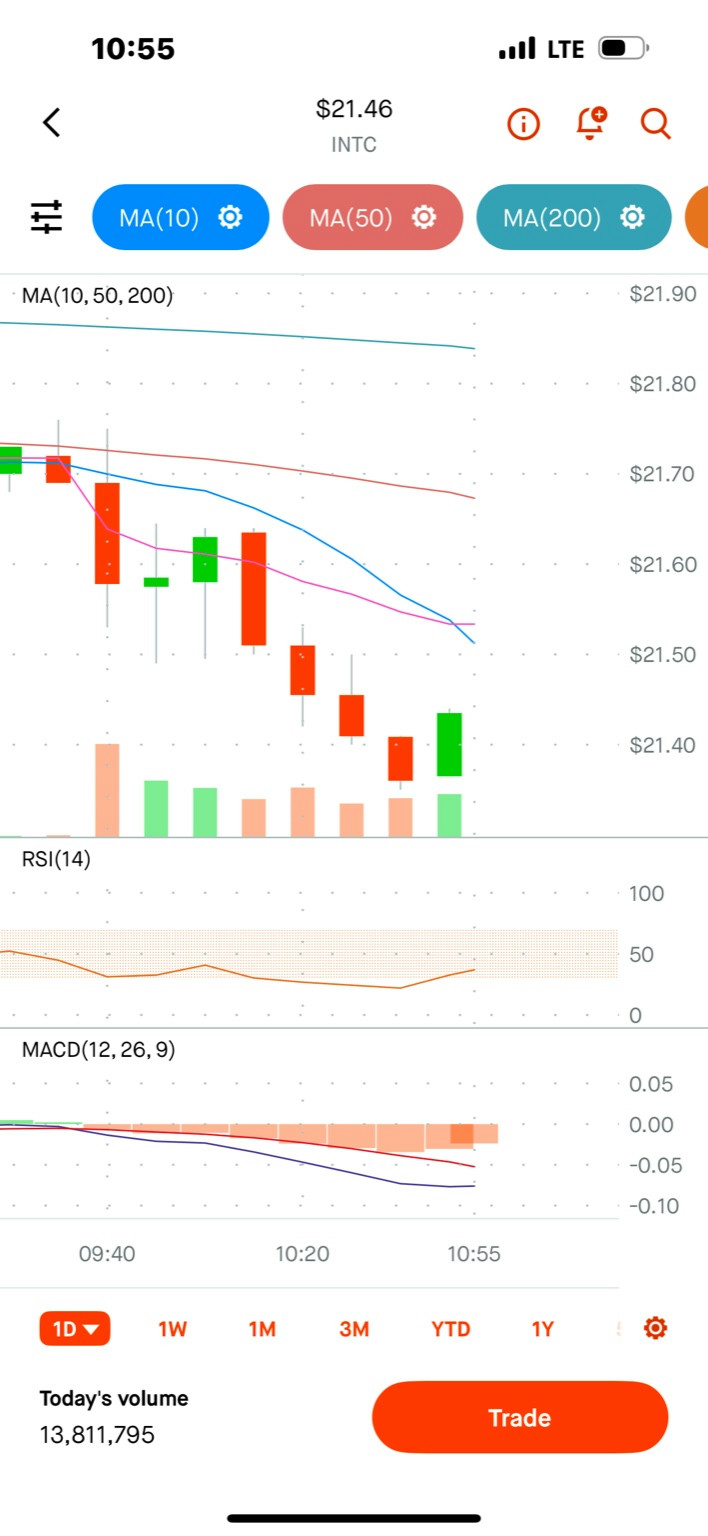 10:55
LTE
$21.46
INTC
MA(10)
MA(50)
MA(200)
MA(10,50,200)
$21.90
$21.80
$21.70
$21.60
$21.50
$21.40
RSI(14)
100
50
0
MACD(12,26,9)
0.05
0.00
-0.05
-0.10
09:40 10:20 10:55
1D 1W 1M 3M YTD 1Y
Today's volume
13,811,795
Trade